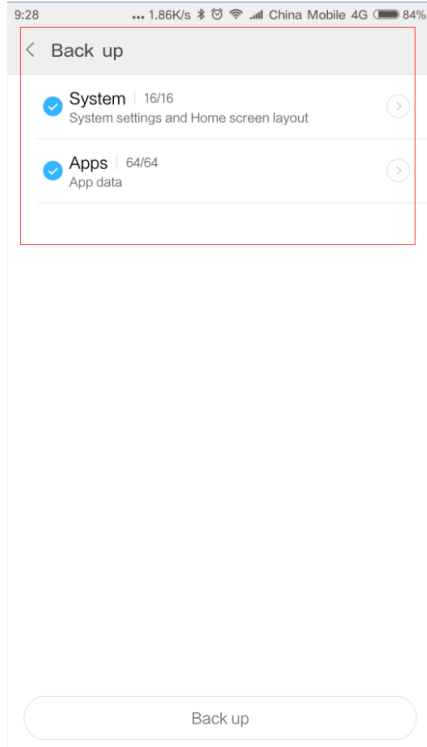 9:28 ... 1.86K/s China Mobile 4G 84%
Back up
System 16/16
System settings and Home screen layout
Apps 64/64
App data
Back up